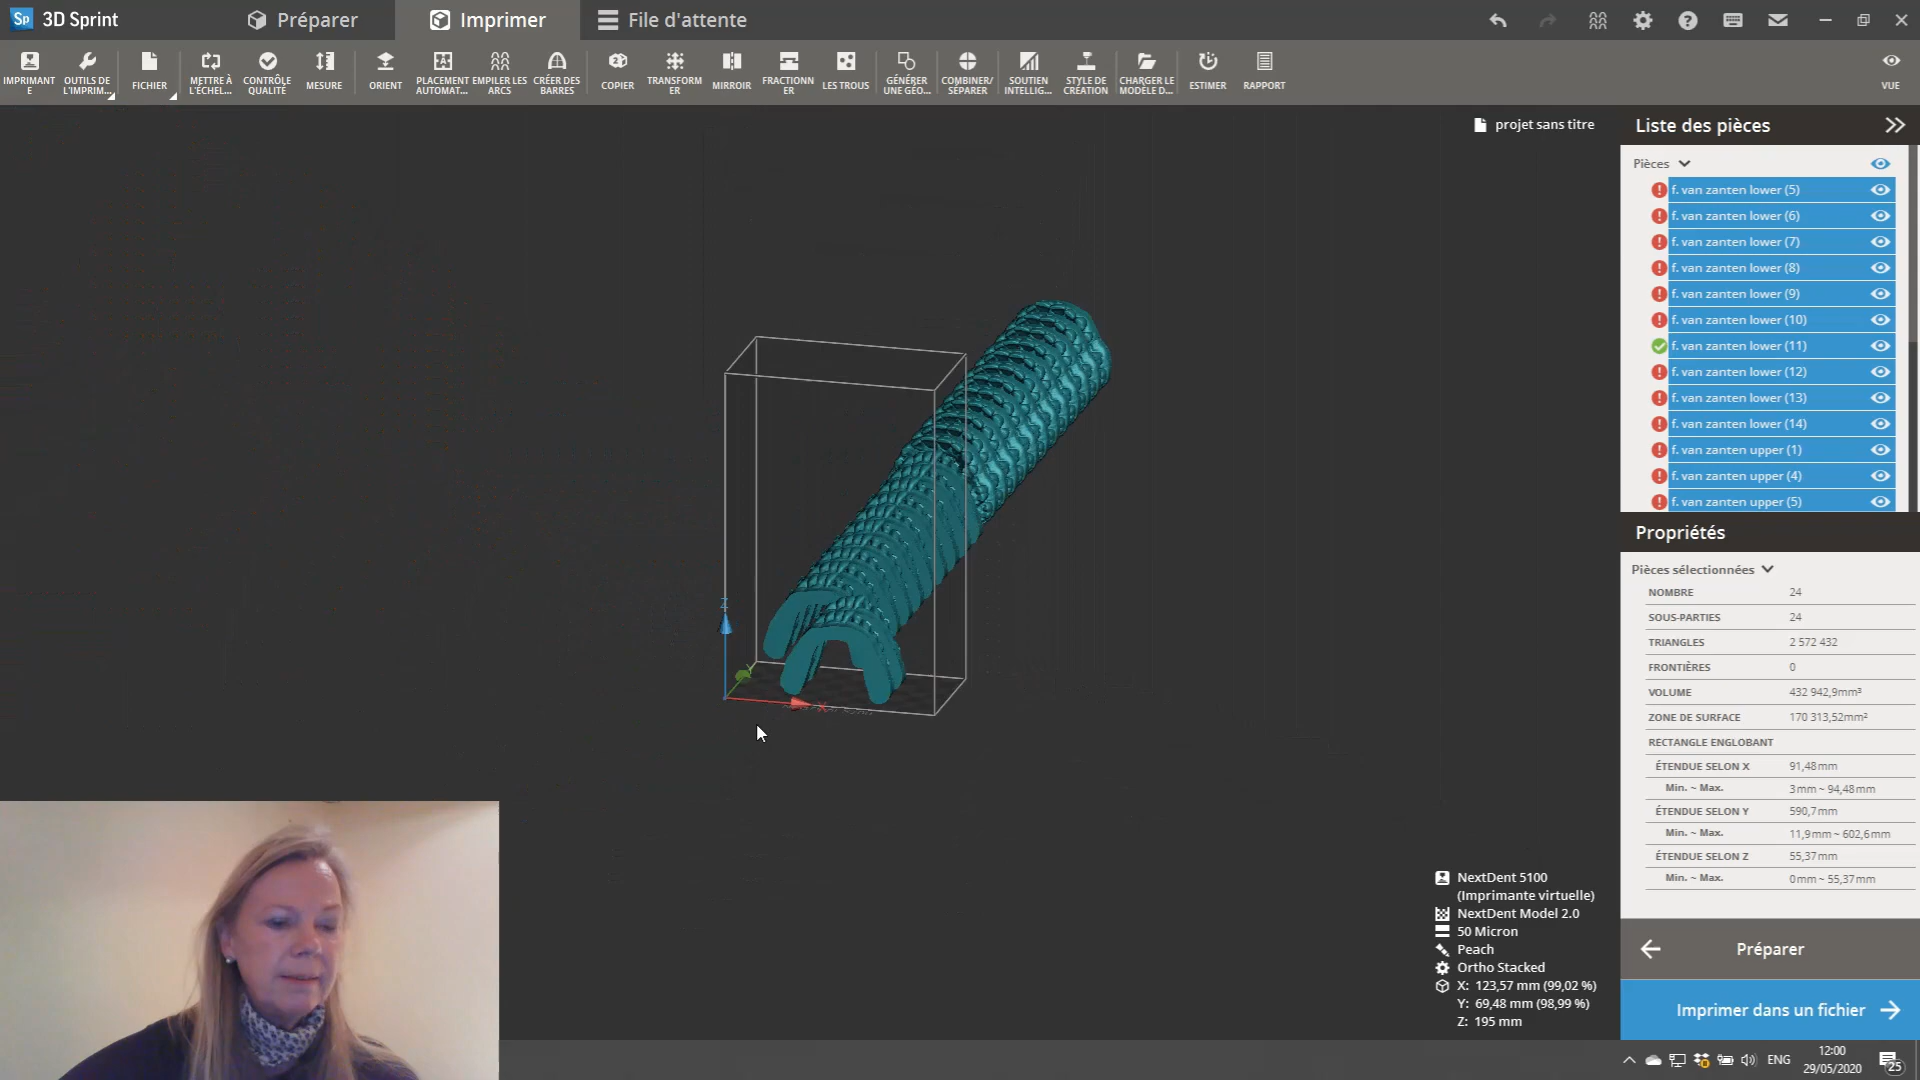 Sp 3D Sprint
Préparer
Imprimer
File d'attente
IMPRIMANT
E
OUTILS DE
L'IMPRIM...
FICHIER
METTRE À
L'ÉCHEL...
CONTRÔLE
QUALITÉ
MESURE
ORIENT
PLACEMENT
AUTOMAT...
EMPILER LES
ARCS
CRÉER DES
BARRES
COPIER
TRANSFORM
ER
MIRROIR
FRACTIONN
ER
LES TROUS
GÉNÉRER
UNE GÉO...
COMBINER/
SÉPARER
SOUTIEN
INTELLIG...
STYLE DE
CRÉATION
CHARGER LE
MODÈLE D...
ESTIMER
RAPPORT
VUE
projet sans titre
Liste des pièces
Pièces
f. van zanten lower (5)
f. van zanten lower (6)
f. van zanten lower (7)
f. van zanten lower (8)
f. van zanten lower (9)
f. van zanten lower (10)
f. van zanten lower (11)
f. van zanten lower (12)
f. van zanten lower (13)
f. van zanten lower (14)
f. van zanten upper (1)
f. van zanten upper (4)
f. van zanten upper (5)
Propriétés
Pièces sélectionnées
NOMBRE 24
SOUS-PARTIES 24
TRIANGLES 2 572 432
FRONTIÈRES 0
VOLUME 432 942,9mm³
ZONE DE SURFACE 170 313,52mm²
RECTANGLE ENGLOBANT
ÉTENDUE SELON X 91,48mm
Min. ~ Max. 3mm ~ 94,48mm
ÉTENDUE SELON Y 590,7mm
Min. ~ Max. 11,9mm ~ 602,6mm
ÉTENDUE SELON Z 55,37mm
Min. ~ Max. 0mm ~ 55,37mm
Z
Y
X
NextDent 5100
(Imprimante virtuelle)
NextDent Model 2.0
50 Micron
Peach
Ortho Stacked
X: 123,57 mm (99,02 %)
Y: 69,48 mm (98,99 %)
Z: 195 mm
Préparer
Imprimer dans un fichier
ENG
12:00
29/05/2020
25